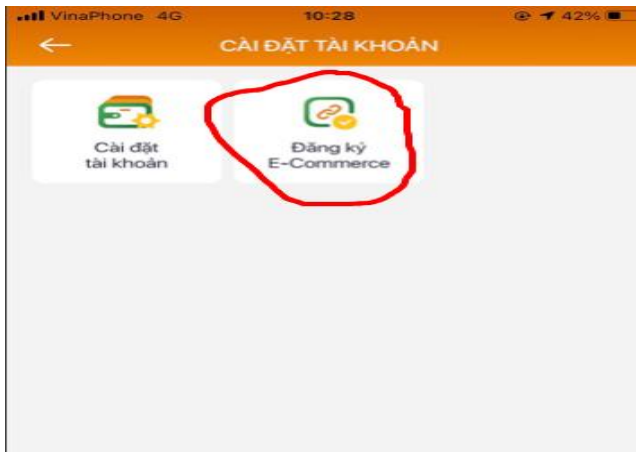 VinaPhone 4G 10:28 42%
CÀI ĐẶT TÀI KHOẢN
Cài đặt
tài khoản
Đăng ký
E-Commerce